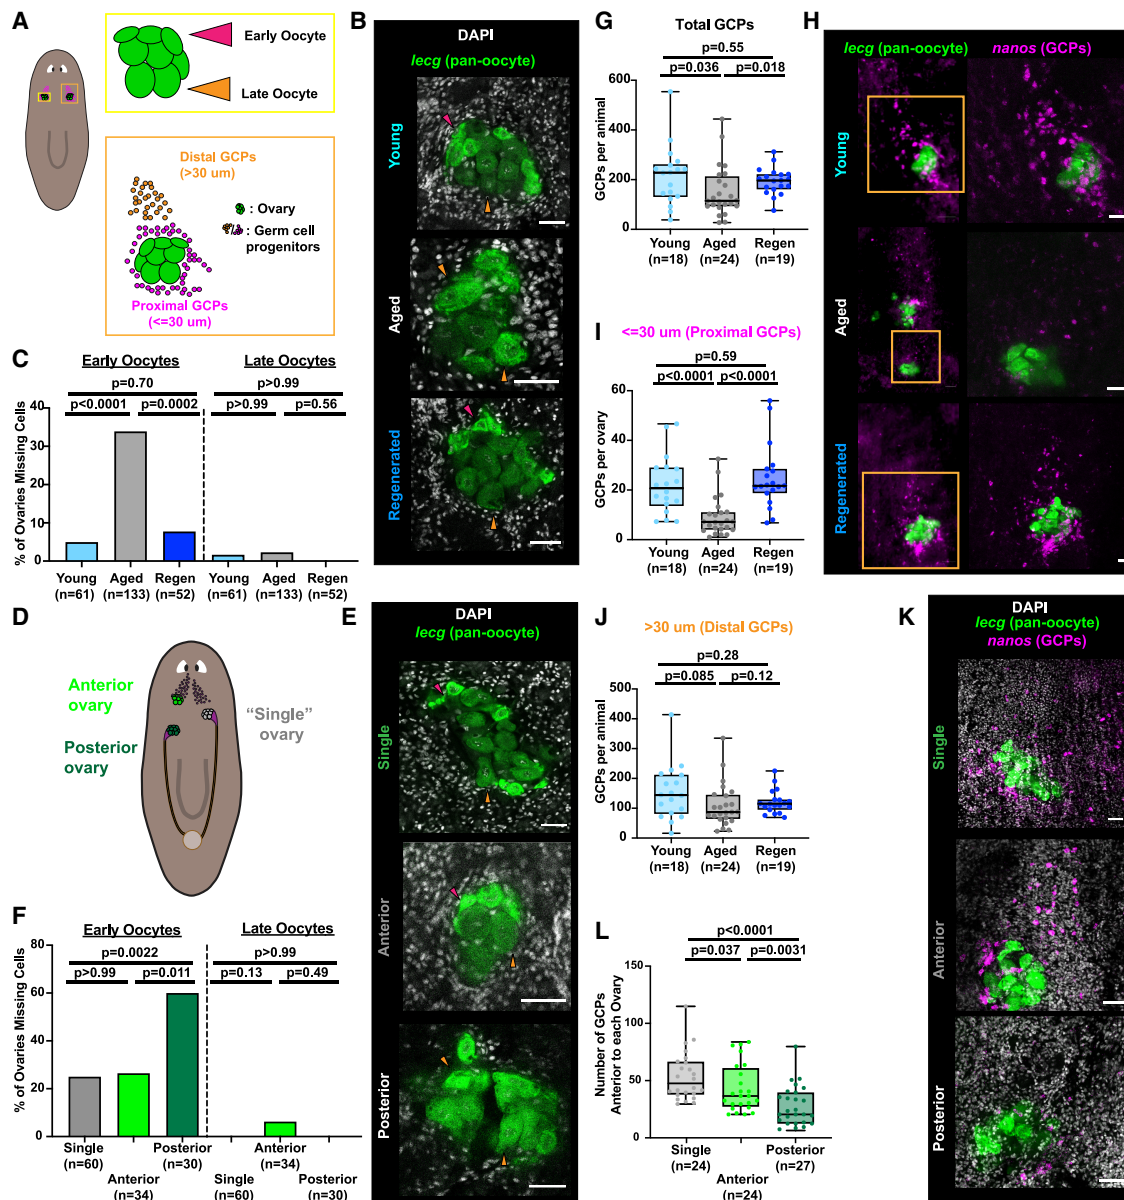 A
Early Oocyte
Late Oocyte
Distal GCPs
(>30 um)
: Ovary
: Germ cell
progenitors
Proximal GCPs
(<=30 um)
B
DAPI
lecg (pan-oocyte)
Young
Aged
Regenerated
C
Early Oocytes
Late Oocytes
p=0.70
p>0.99
p<0.0001
p=0.0002
p>0.99
p=0.56
% of Ovaries Missing Cells
40
30
20
10
0
Young
(n=61)
Aged
(n=133)
Regen
(n=52)
Young
(n=61)
Aged
(n=133)
Regen
(n=52)
D
Anterior
ovary
Posterior
ovary
“Single”
ovary
E
DAPI
lecg (pan-oocyte)
Single
Anterior
Posterior
F
Early Oocytes
Late Oocytes
p=0.0022
p>0.99
p>0.99
p=0.011
p=0.13
p=0.49
% of Ovaries Missing Cells
80
60
40
20
0
Single
(n=60)
Anterior
(n=34)
Posterior
(n=30)
Single
(n=60)
Anterior
(n=34)
Posterior
(n=30)
G
Total GCPs
p=0.55
p=0.036
p=0.018
GCPs per animal
600
400
200
0
Young
(n=18)
Aged
(n=24)
Regen
(n=19)
H
lecg (pan-oocyte)
nanos (GCPs)
Young
Aged
Regenerated
I
<=30 um (Proximal GCPs)
p=0.59
p<0.0001
p<0.0001
GCPs per ovary
60
40
20
0
Young
(n=18)
Aged
(n=24)
Regen
(n=19)
J
>30 um (Distal GCPs)
p=0.28
p=0.085
p=0.12
GCPs per animal
500
400
300
200
100
0
Young
(n=18)
Aged
(n=24)
Regen
(n=19)
K
DAPI
lecg (pan-oocyte)
nanos (GCPs)
Single
Anterior
Posterior
L
p<0.0001
p=0.037
p=0.0031
Number of GCPs
Anterior to each Ovary
150
100
50
0
Single
(n=24)
Anterior
(n=24)
Posterior
(n=27)